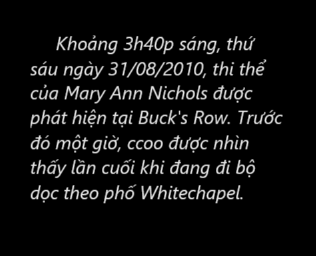 Khoảng 3h40p sáng, thứ
sáu ngày 31/08/2010, thi thể
của Mary Ann Nichols được
phát hiện tại Buck's Row. Trước
đó một giờ, ccoo được nhìn
thấy lần cuối khi đang đi bộ
dọc theo phố Whitechapel.